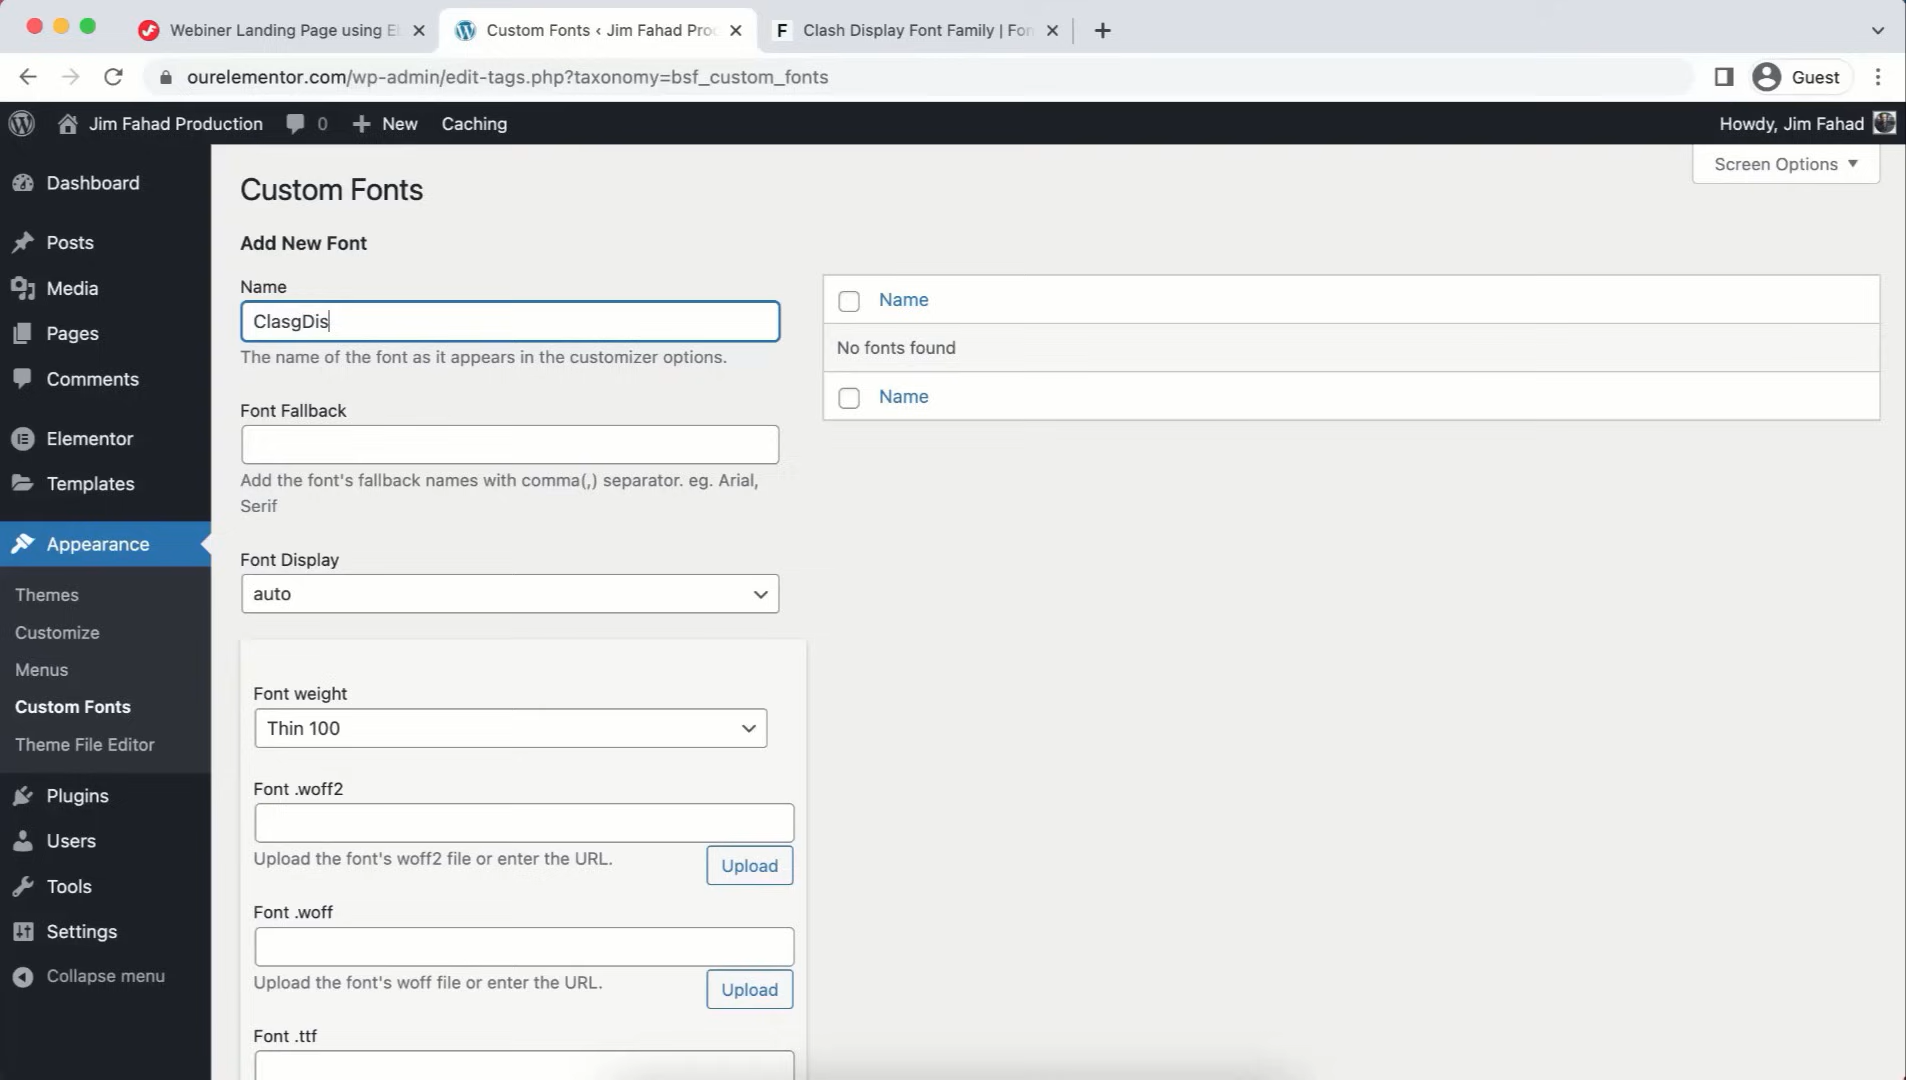 Webiner Landing Page using El
Custom Fonts ‹ Jim Fahad Pro
F
Clash Display Font Family | Fon
ourelementor.com/wp-admin/edit-tags.php?taxonomy=bsf_custom_fonts
Guest
Jim Fahad Production
0
New
Caching
Howdy, Jim Fahad
Screen Options
Dashboard
Posts
Media
Pages
Comments
Elementor
Templates
Appearance
Themes
Customize
Menus
Custom Fonts
Theme File Editor
Plugins
Users
Tools
Settings
Collapse menu
Custom Fonts
Add New Font
Name
ClasgDis
The name of the font as it appears in the customizer options.
Font Fallback
Add the font's fallback names with comma(,) separator. eg. Arial,
Serif
Font Display
auto
Font weight
Thin 100
Font .woff2
Upload the font's woff2 file or enter the URL.
Upload
Font .woff
Upload the font's woff file or enter the URL.
Upload
Font .ttf
Name
No fonts found
Name